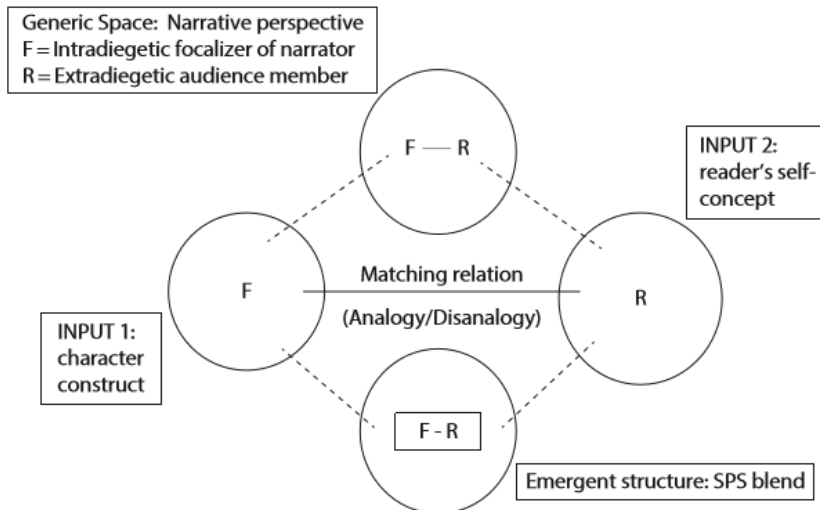 Generic Space: Narrative perspective
F = Intradiegetic focalizer of narrator
R = Extradiegetic audience member
F — R
INPUT 2:
reader's self-
concept
Matching relation
F
R
(Analogy/Disanalogy)
INPUT 1:
character
construct
F - R
Emergent structure: SPS blend